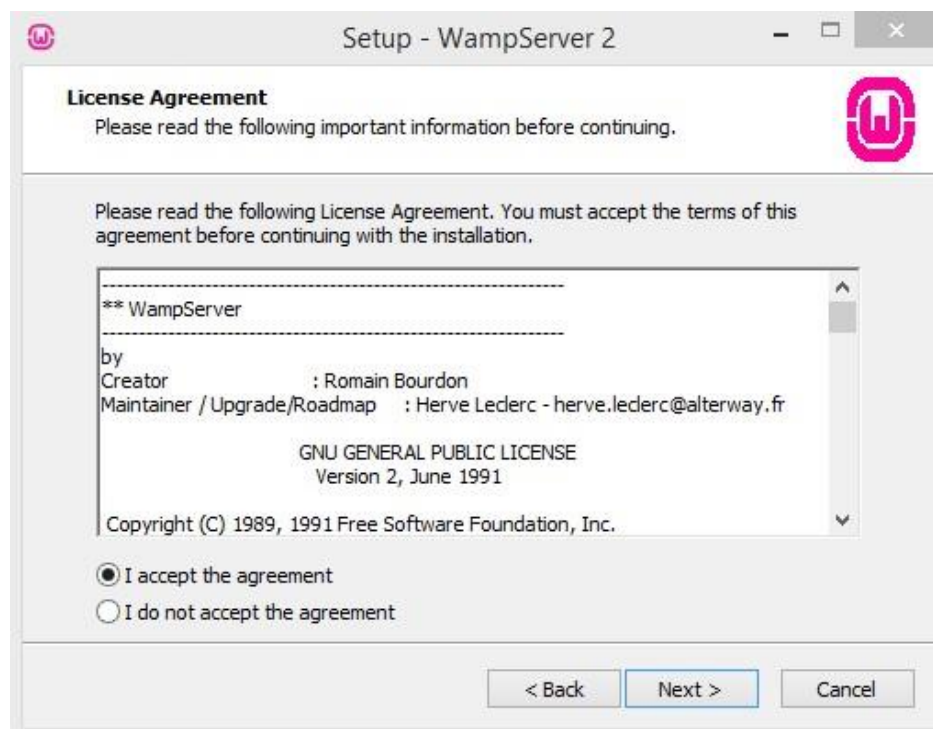 Setup - WampServer 2
License Agreement
Please read the following important information before continuing.
Please read the following License Agreement. You must accept the terms of this
agreement before continuing with the installation.
---------------------------------------------------------------
** WampServer
---------------------------------------------------------------
by
Creator : Romain Bourdon
Maintainer / Upgrade/Roadmap : Herve Leclerc - herve.leclerc@alterway.fr
GNU GENERAL PUBLIC LICENSE
Version 2, June 1991
Copyright (C) 1989, 1991 Free Software Foundation, Inc.
I accept the agreement
I do not accept the agreement
< Back Next > Cancel